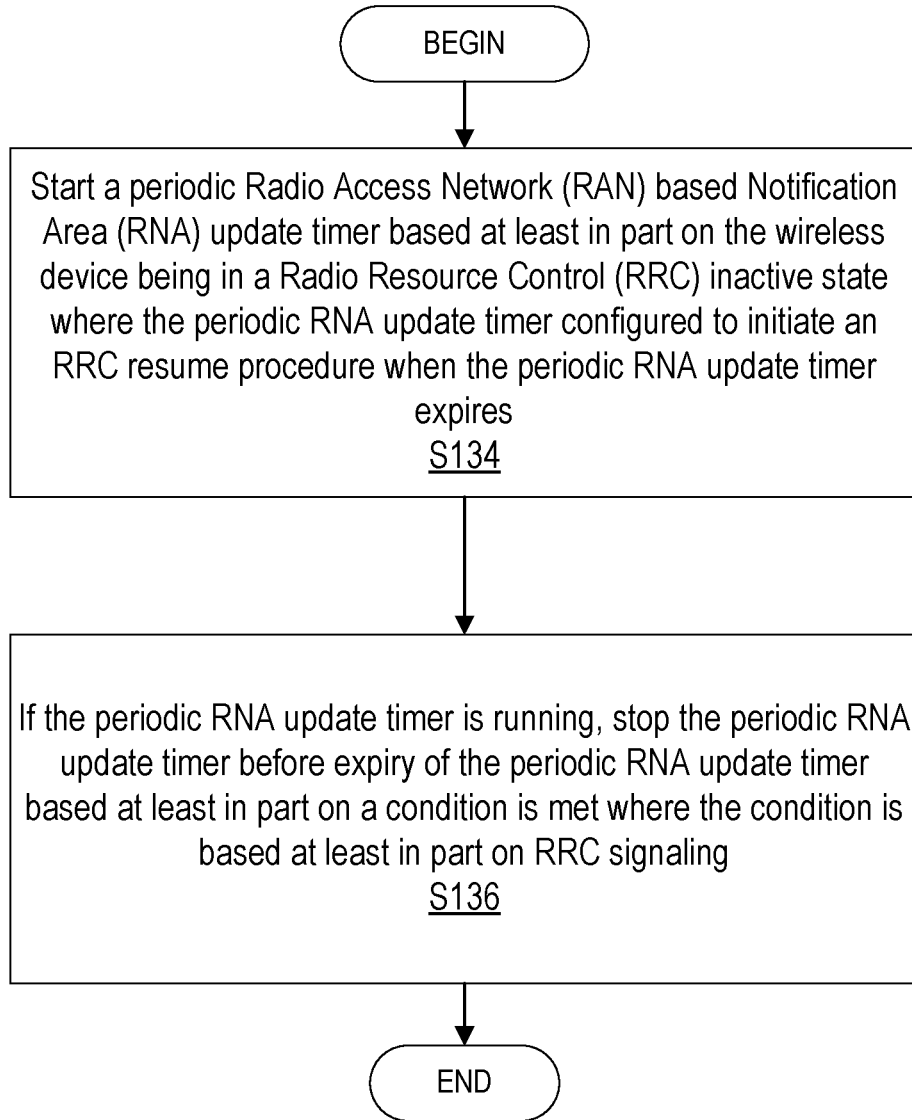 BEGIN
Start a periodic Radio Access Network (RAN) based Notification
Area (RNA) update timer based at least in part on the wireless
device being in a Radio Resource Control (RRC) inactive state
where the periodic RNA update timer configured to initiate an
RRC resume procedure when the periodic RNA update timer
expires
S134
If the periodic RNA update timer is running, stop the periodic RNA
update timer before expiry of the periodic RNA update timer
based at least in part on a condition is met where the condition is
based at least in part on RRC signaling
S136
END